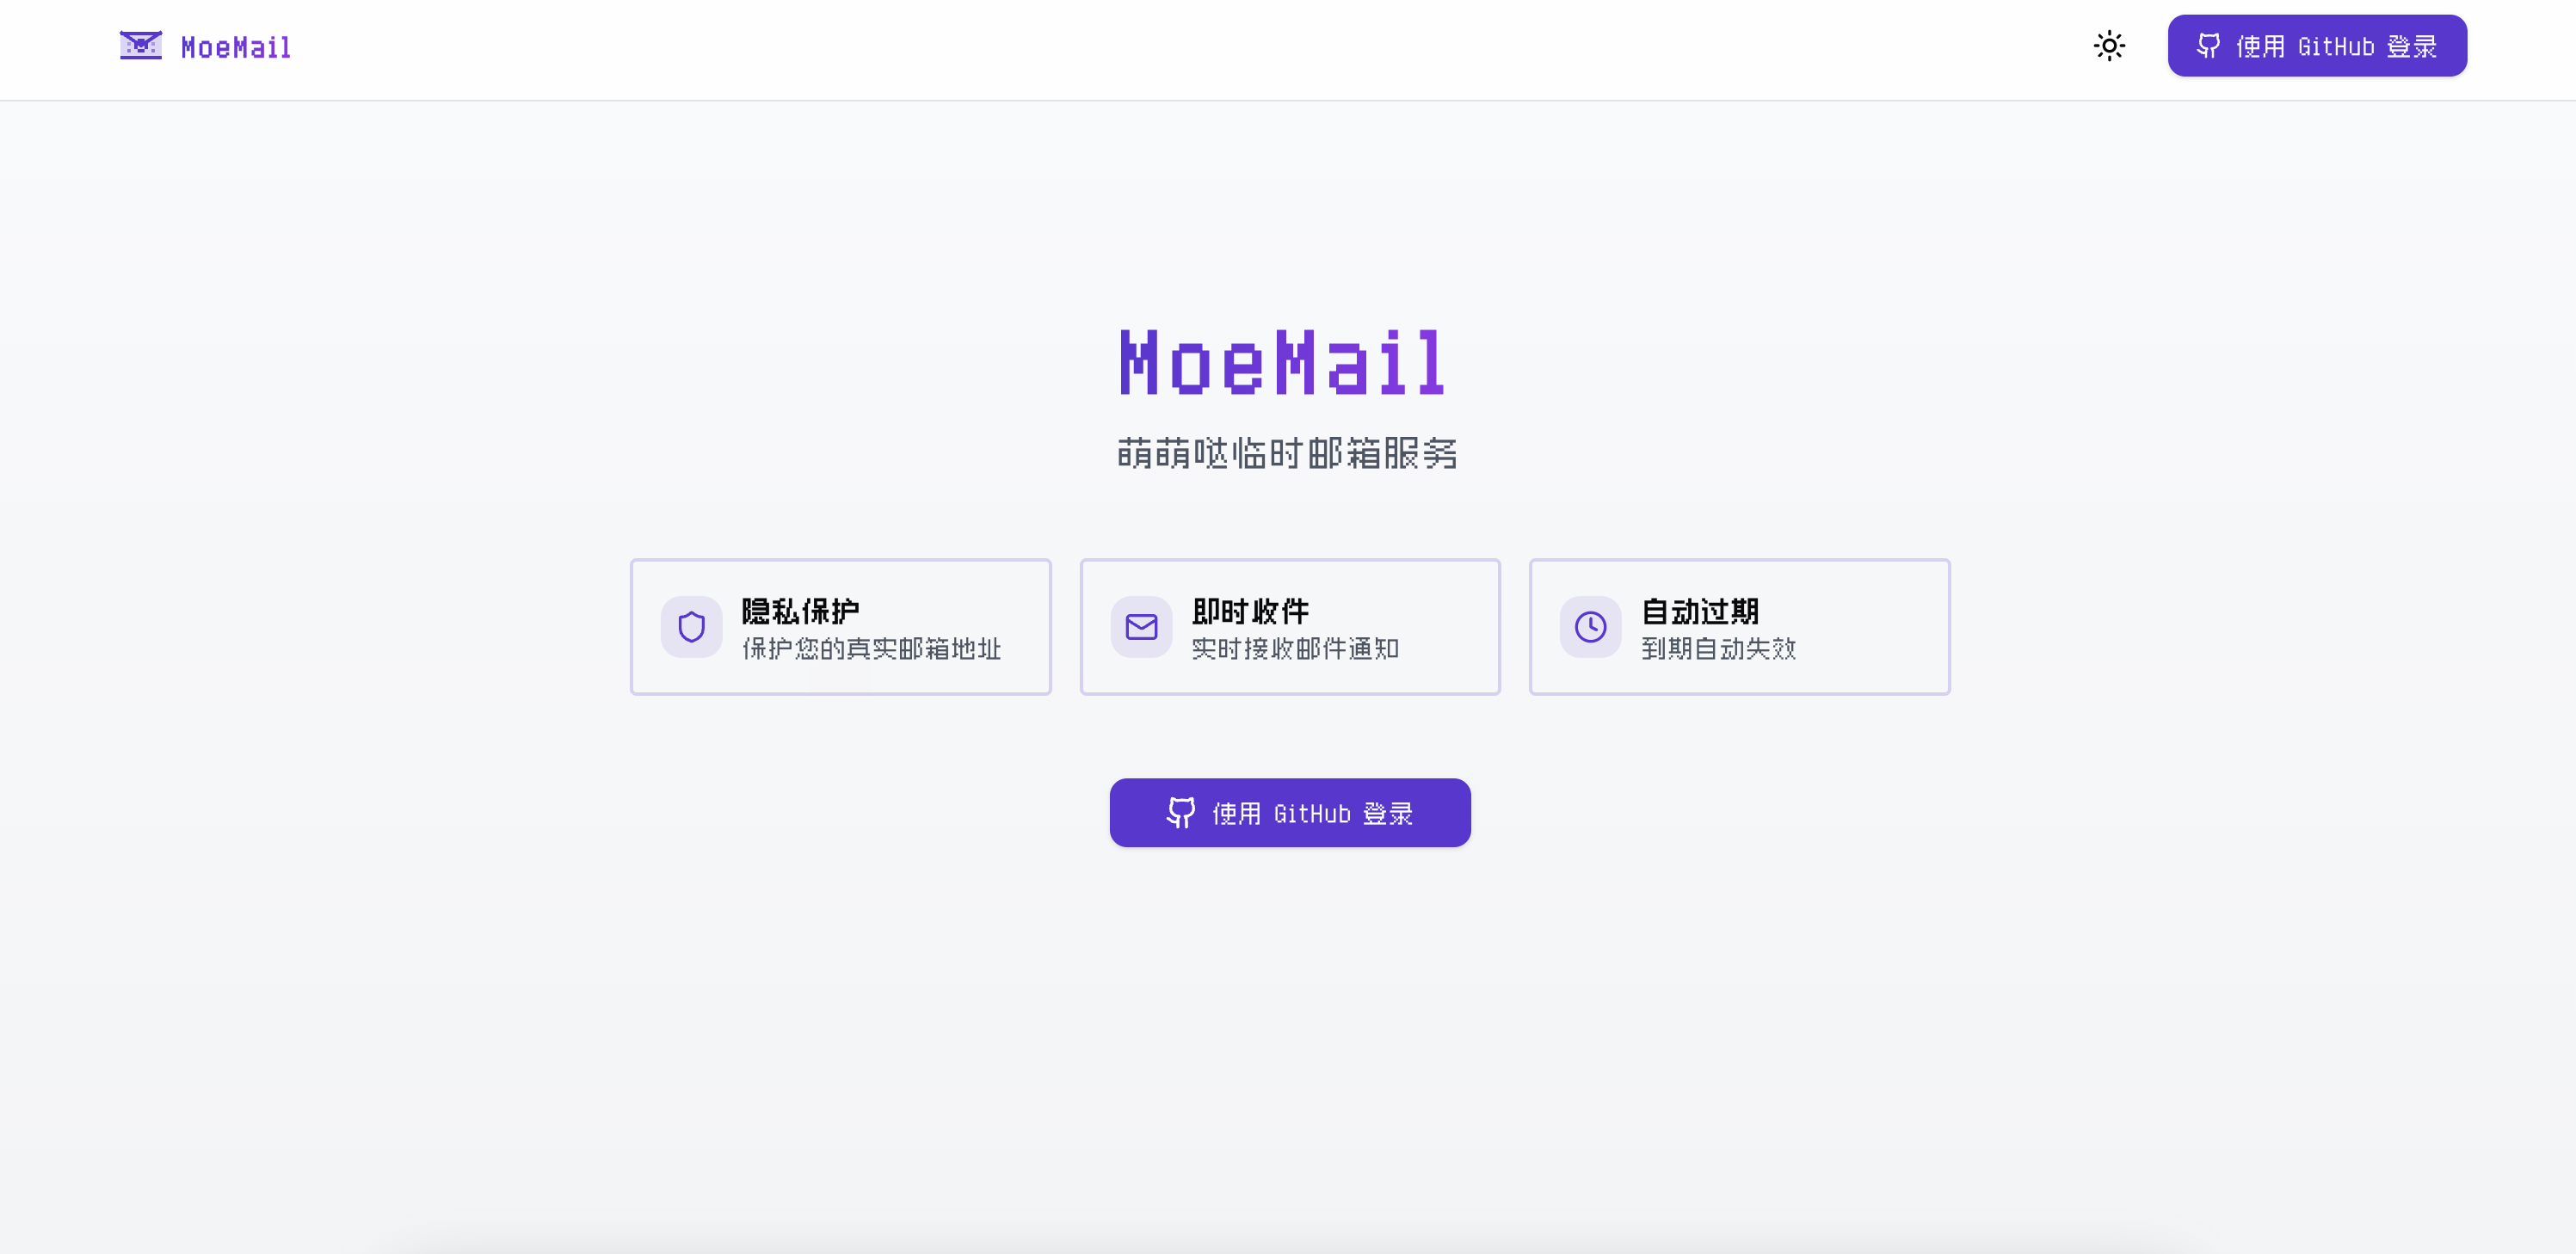 MoeMail
使用 GitHub 登录
MoeMail
萌萌哒临时邮箱服务
隐私保护
保护您的真实邮箱地址
即时收件
实时接收邮件通知
自动过期
到期自动失效
使用 GitHub 登录